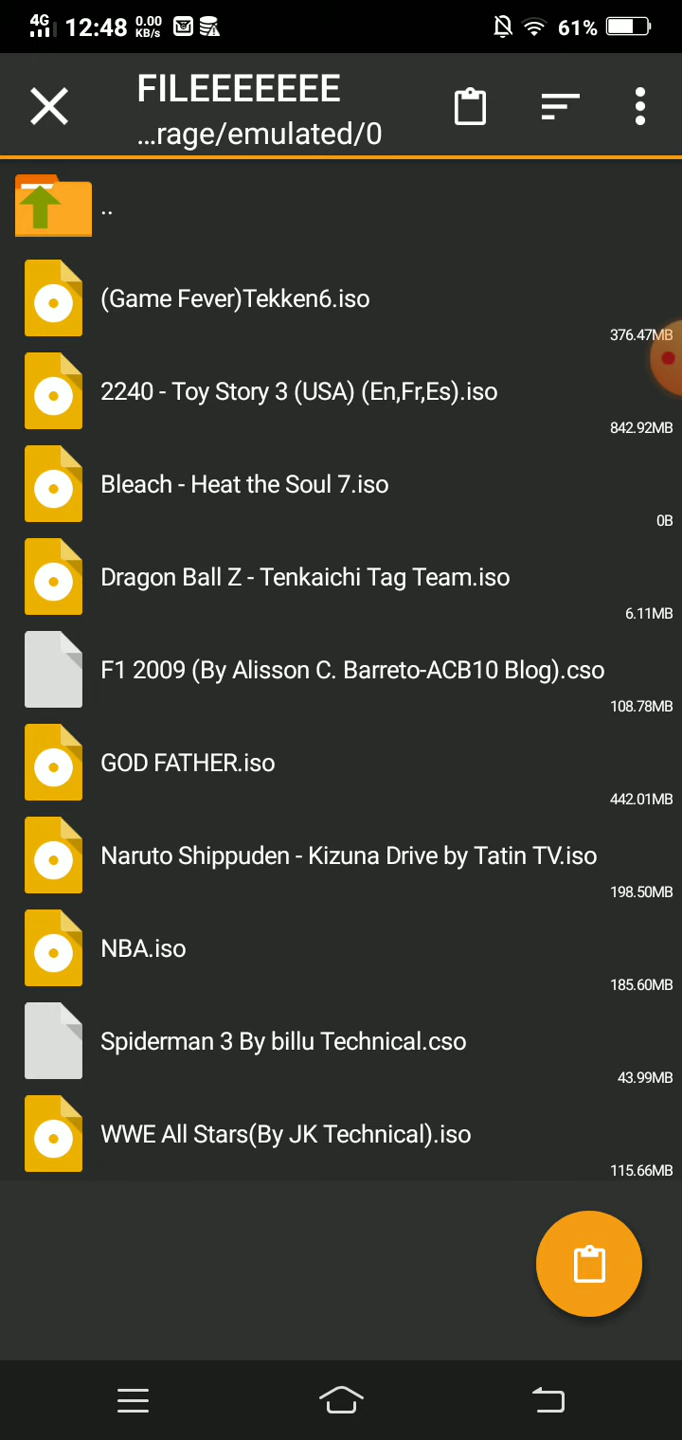 4G 12:48 0.00 KB/s 61%
FILEEEEEEE
...rage/emulated/0
..
(Game Fever)Tekken6.iso
376.47MB
2240 - Toy Story 3 (USA) (En,Fr,Es).iso
842.92MB
Bleach - Heat the Soul 7.iso
0B
Dragon Ball Z - Tenkaichi Tag Team.iso
6.11MB
F1 2009 (By Alisson C. Barreto-ACB10 Blog).cso
108.78MB
GOD FATHER.iso
442.01MB
Naruto Shippuden - Kizuna Drive by Tatin TV.iso
198.50MB
NBA.iso
185.60MB
Spiderman 3 By billu Technical.cso
43.99MB
WWE All Stars(By JK Technical).iso
115.66MB